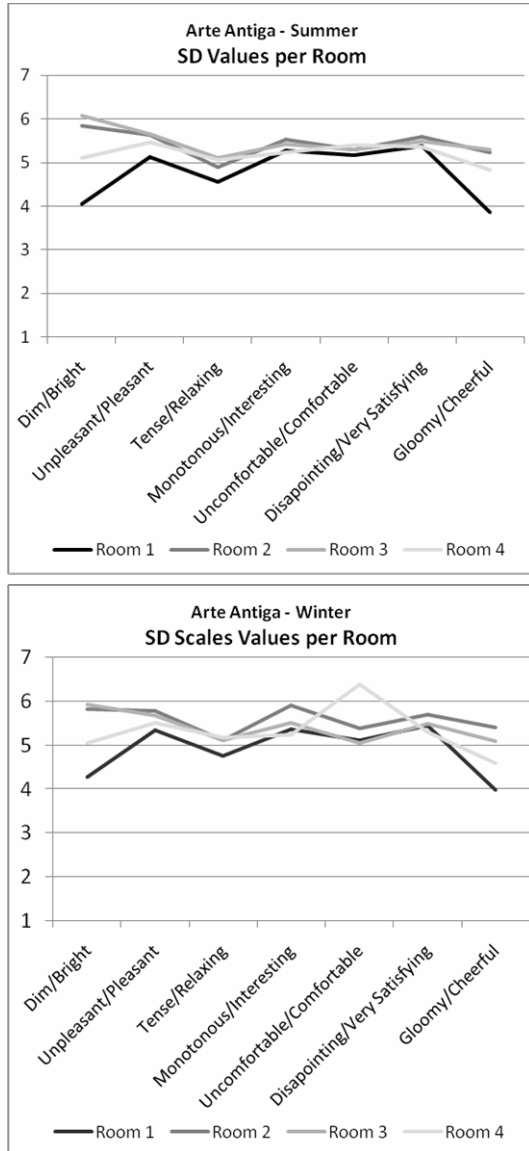 Arte Antiga - Summer
SD Values per Room
7
6
5
4
3
2
1
Dim/Bright
Unpleasant/Pleasant
Tense/Relaxing
Monotonous/Interesting
Uncomfortable/Comfortable
Disapointing/Very Satisfying
Gloomy/Cheerful
Room 1 Room 2 Room 3 Room 4
Arte Antiga - Winter
SD Scales Values per Room
7
6
5
4
3
2
1
Dim/Bright
Unpleasant/Pleasant
Tense/Relaxing
Monotonous/Interesting
Uncomfortable/Comfortable
Disapointing/Very Satisfying
Gloomy/Cheerful
Room 1 Room 2 Room 3 Room 4